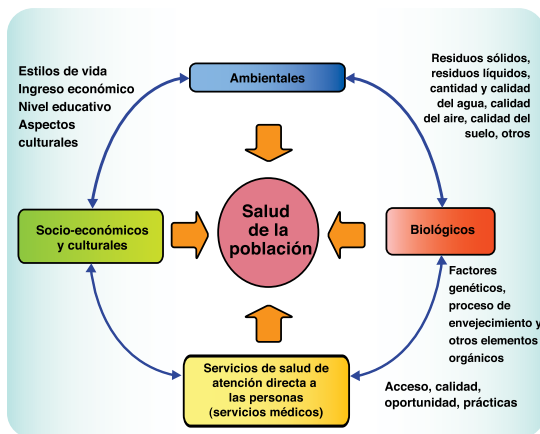 Estilos de vida
Ingreso económico
Nivel educativo
Aspectos
culturales
Ambientales
Residuos sólidos,
residuos líquidos,
cantidad y calidad
del agua, calidad
del aire, calidad del
suelo, otros
Socio-económicos
y culturales
Salud
de la
población
Biológicos
Factores
genéticos,
proceso de
envejecimiento y
otros elementos
orgánicos
Servicios de salud de
atención directa a
las personas
(servicios médicos)
Acceso, calidad,
oportunidad, prácticas